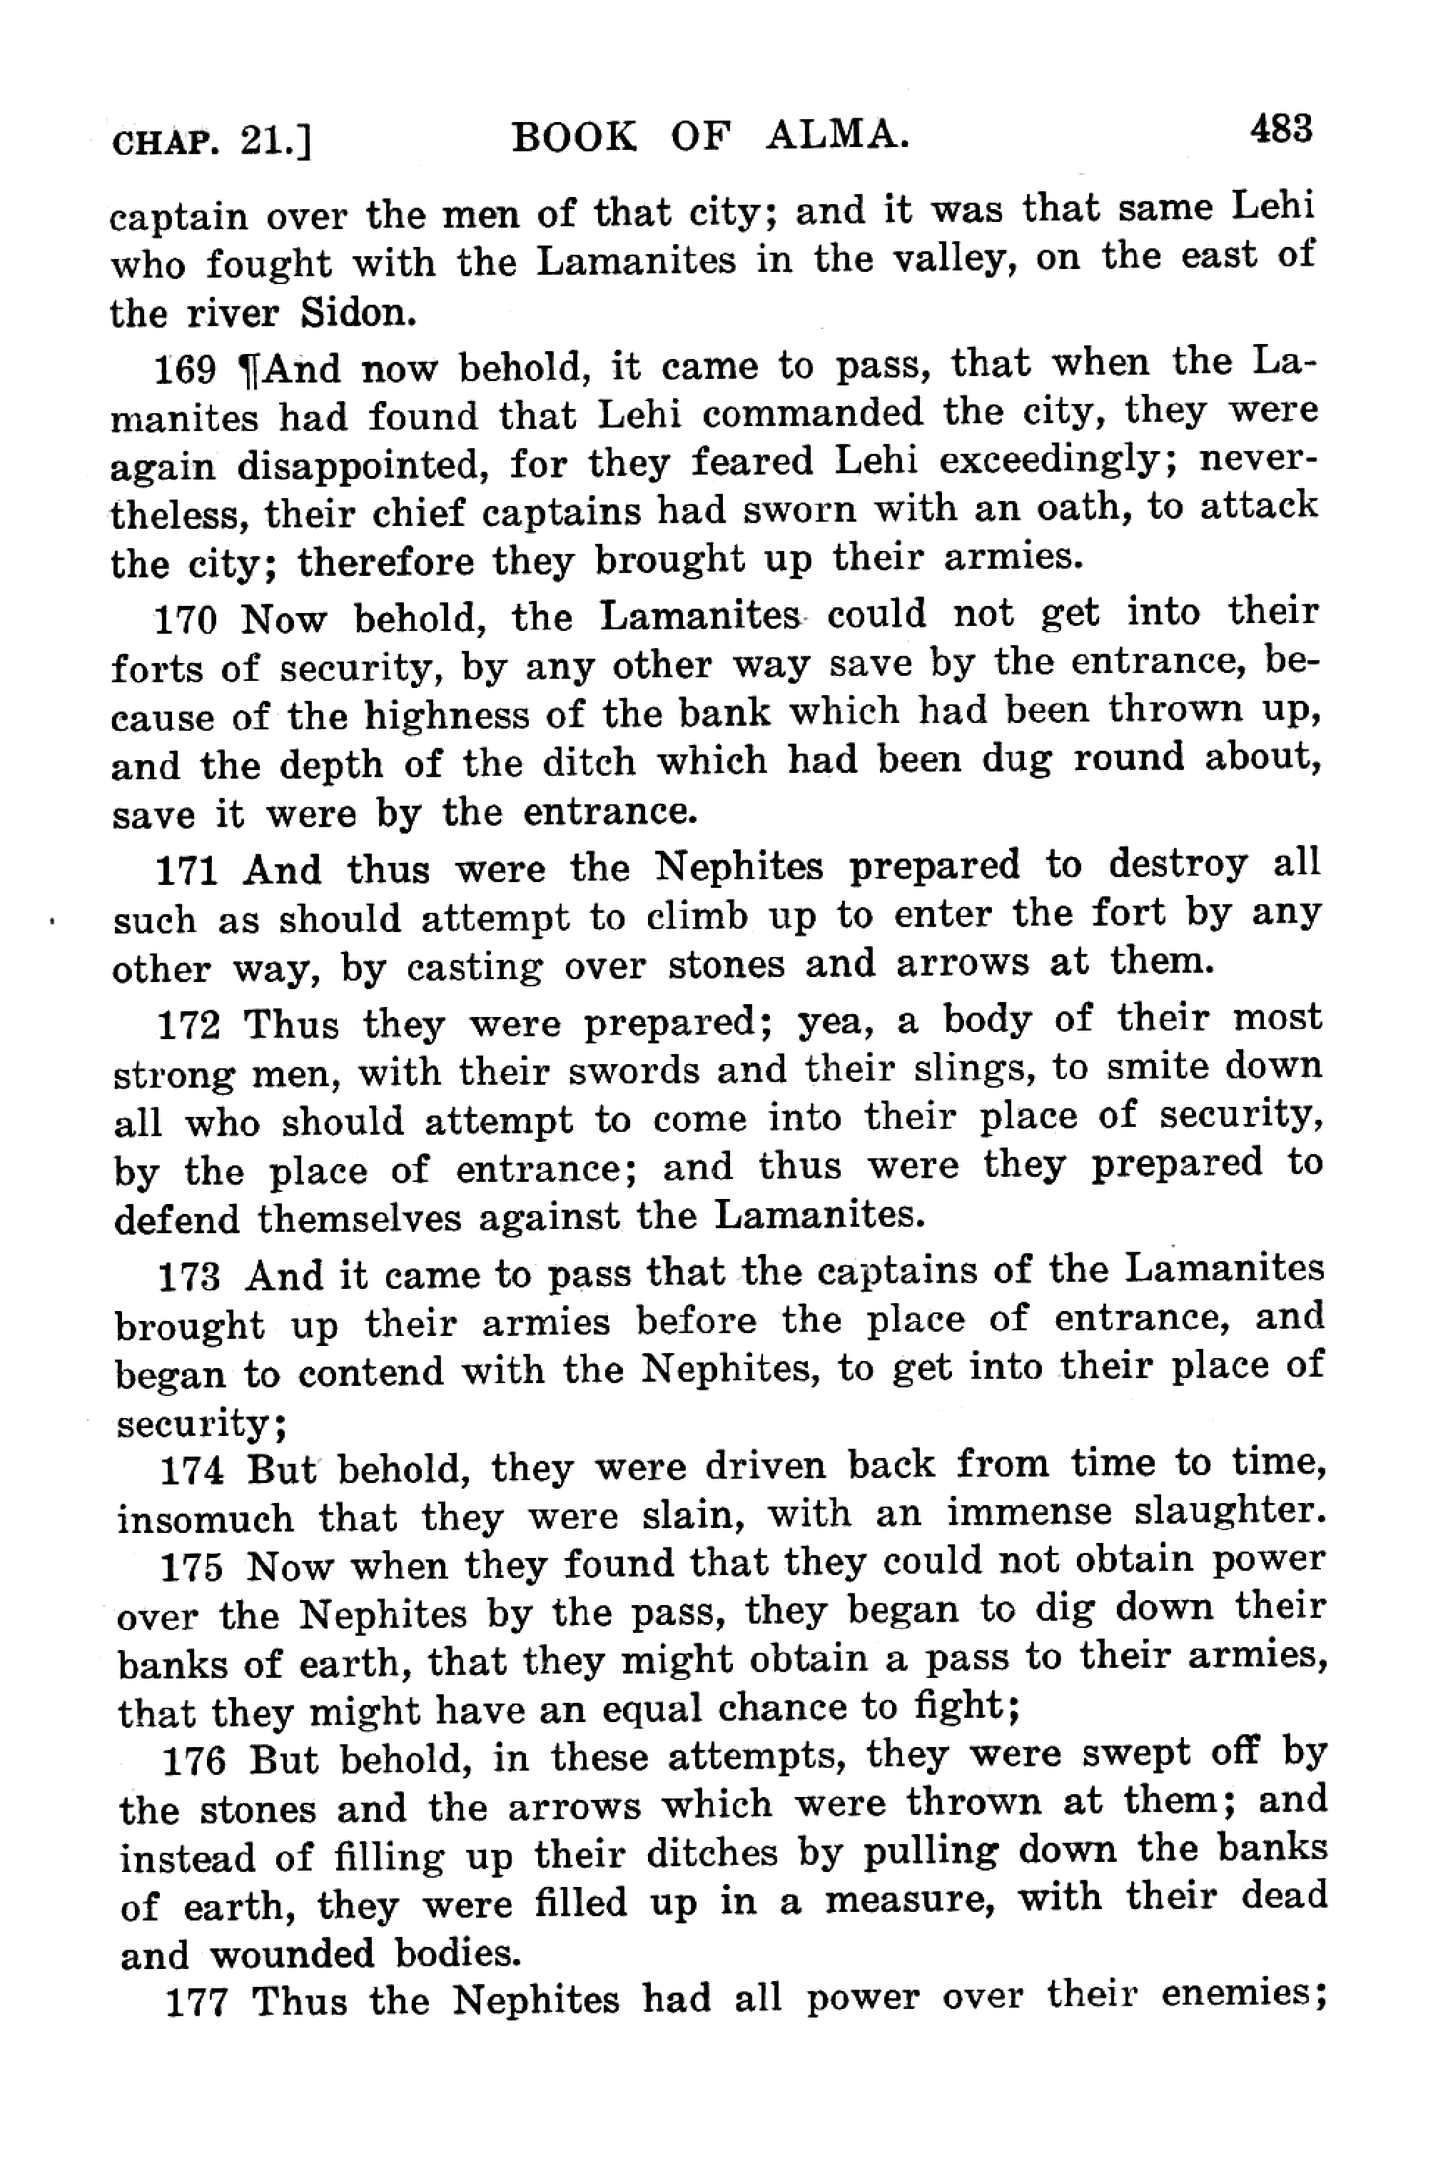 CHAP. 21.] BOOK OF ALMA. 483
captain over the men of that city; and it was that same Lehi
who fought with the Lamanites in the valley, on the east of
the river Sidon.
169 ¶And now behold, it came to pass, that when the La-
manites had found that Lehi commanded the city, they were
again disappointed, for they feared Lehi exceedingly; never-
theless, their chief captains had sworn with an oath, to attack
the city; therefore they brought up their armies.
170 Now behold, the Lamanites could not get into their
forts of security, by any other way save by the entrance, be-
cause of the highness of the bank which had been thrown up,
and the depth of the ditch which had been dug round about,
save it were by the entrance.
171 And thus were the Nephites prepared to destroy all
such as should attempt to climb up to enter the fort by any
other way, by casting over stones and arrows at them.
172 Thus they were prepared; yea, a body of their most
strong men, with their swords and their slings, to smite down
all who should attempt to come into their place of security,
by the place of entrance; and thus were they prepared to
defend themselves against the Lamanites.
173 And it came to pass that the captains of the Lamanites
brought up their armies before the place of entrance, and
began to contend with the Nephites, to get into their place of
security;
174 But behold, they were driven back from time to time,
insomuch that they were slain, with an immense slaughter.
175 Now when they found that they could not obtain power
over the Nephites by the pass, they began to dig down their
banks of earth, that they might obtain a pass to their armies,
that they might have an equal chance to fight;
176 But behold, in these attempts, they were swept off by
the stones and the arrows which were thrown at them; and
instead of filling up their ditches by pulling down the banks
of earth, they were filled up in a measure, with their dead
and wounded bodies.
177 Thus the Nephites had all power over their enemies;